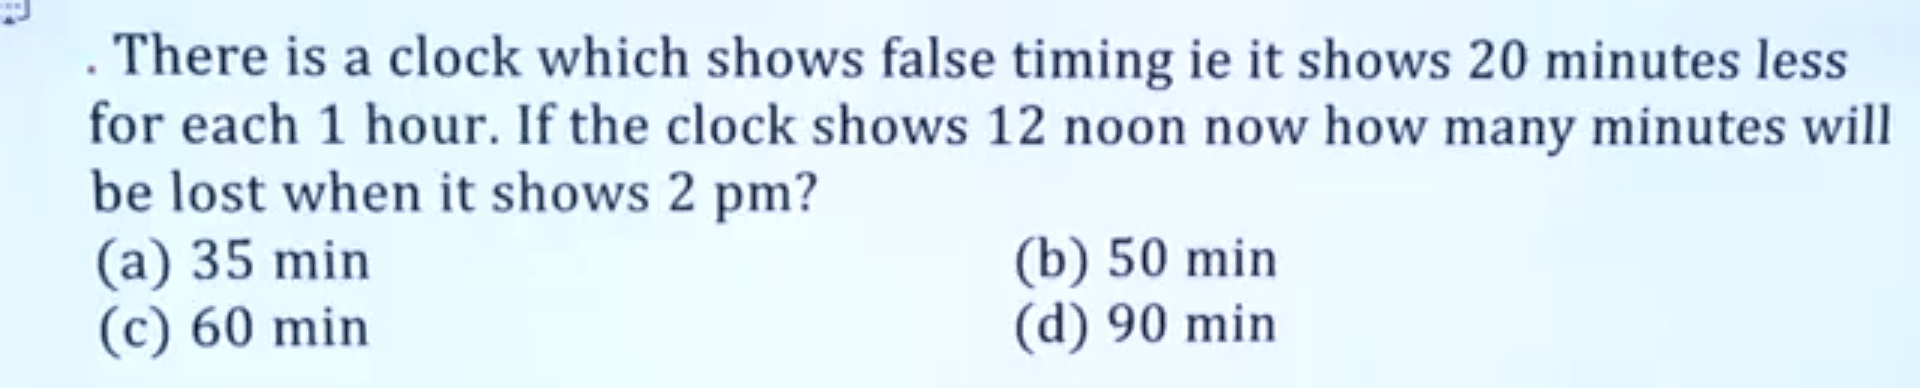 . There is a clock which shows false timing ie it shows 20 minutes less
for each 1 hour. If the clock shows 12 noon now how many minutes will
be lost when it shows 2 pm?
(a) 35 min (b) 50 min
(c) 60 min (d) 90 min